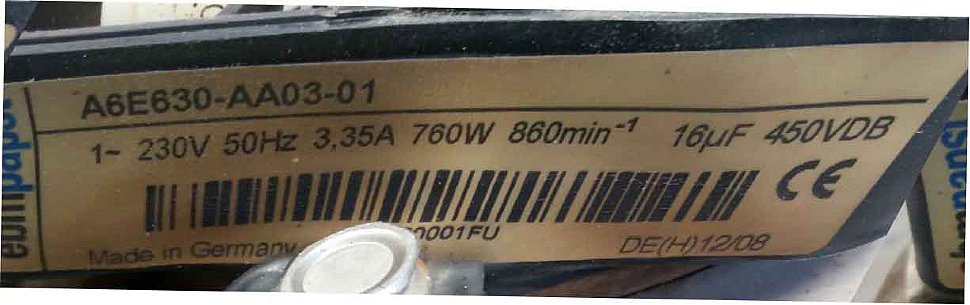 ebmpapst
A6E630-AA03-01
1~ 230V 50Hz 3,35A 760W 860min⁻¹ 16µF 450VDB
CE
0001FU
Made in Germany
DE(H)12/08